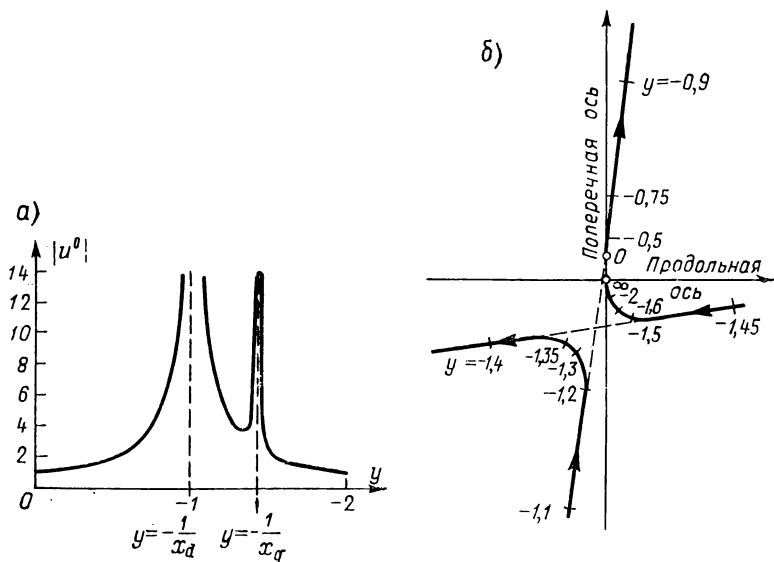 а)
|u⁰|
14
12
10
8
6
4
2
0
-1
-2
y
y=-1/x_d
y=-1/x_q
б)
Поперечная ось
y=-0,9
-0,75
-0,5
0
Продольная
ось
∞
-2
-1,6
-1,5
-1,45
y=-1,4
-1,35
-1,3
-1,2
-1,1